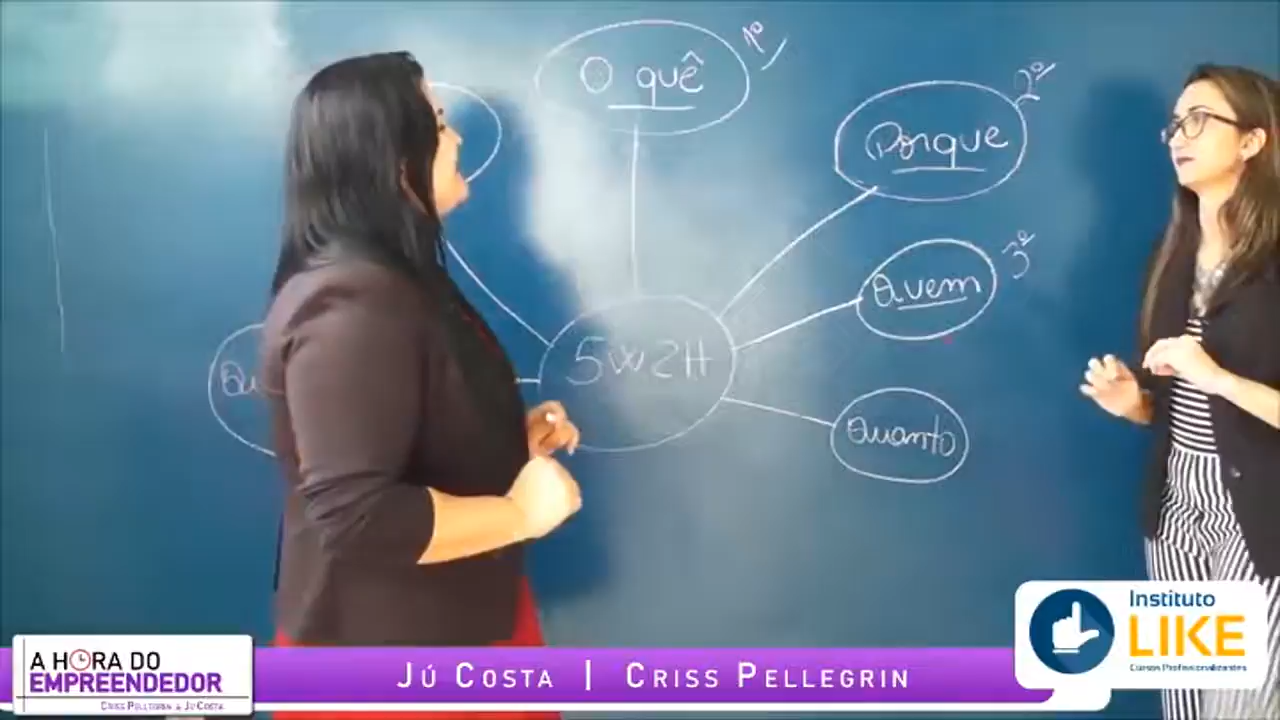 O quê
1º
Porque
2º
Quem
3º
5W2H
Quanto
A HORA DO
EMPREENDEDOR
CRISS PELLEGRIN & JÚ COSTA
JÚ COSTA | CRISS PELLEGRIN
Instituto
LIKE
Cursos Profissionalizantes